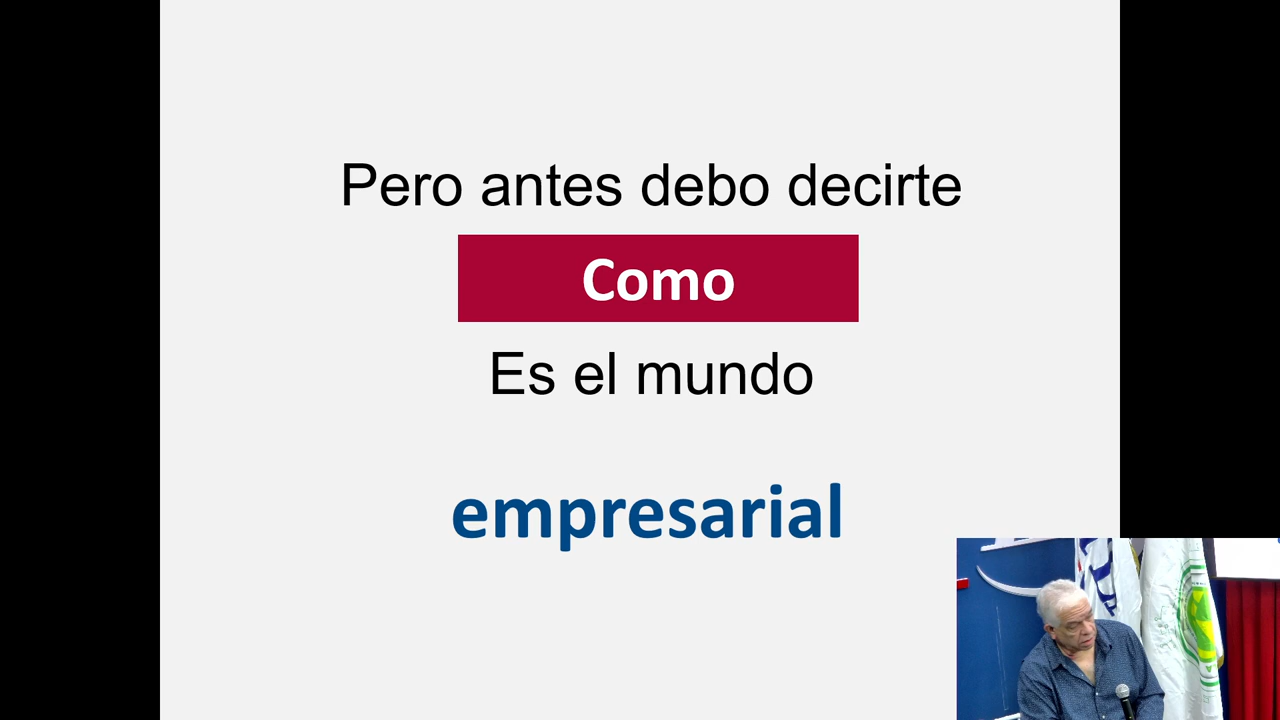 Pero antes debo decirte
Como
Es el mundo
empresarial